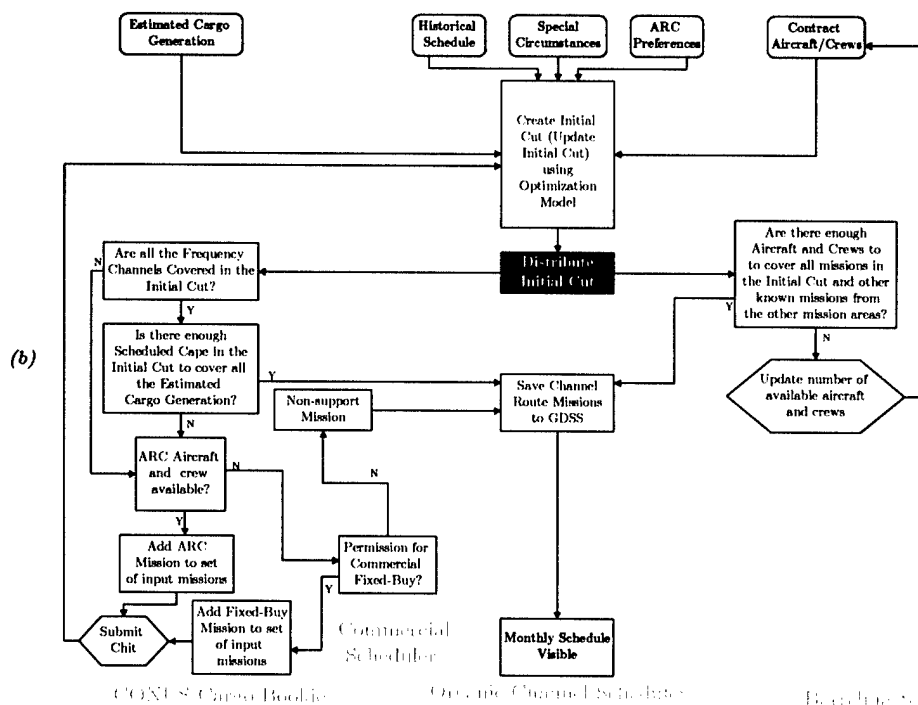 Estimated Cargo
Generation
Historical
Schedule
Special
Circumstances
ARC
Preferences
Contract
Aircraft/Crews
Create Initial
Cut (Update
Initial Cut)
using
Optimization
Model
Distribute
Initial Cut
Are all the Frequency
Channels Covered in the
Initial Cut?
N
Y
Are there enough
Aircraft and Crews to
to cover all missions in
the Initial Cut and other
known missions from
the other mission areas?
Y
N
(b)
Is there enough
Scheduled Cape in the
Initial Cut to cover all
the Estimated
Cargo Generation?
Y
N
Save Channel
Route Missions
to GDSS
Update number of
available aircraft
and crews
Non-support
Mission
N
ARC Aircraft
and crew
available?
N
Y
Permission for
Commercial
Fixed-Buy?
Y
Add ARC
Mission to set
of input missions
Submit
Chit
Add Fixed-Buy
Mission to set
of input
missions
Commercial
Scheduler
Monthly Schedule
Visible
CONUS Cargo
Organic Channel